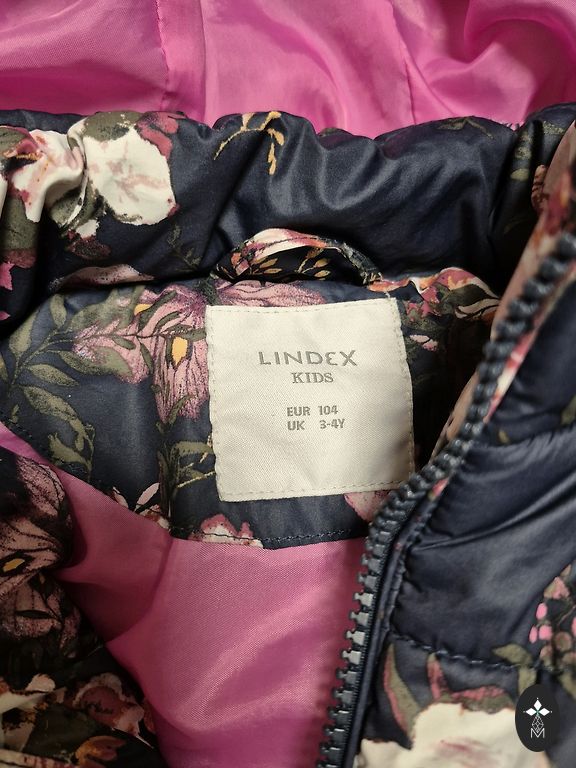 LINDEX
KIDS
EUR 104
UK 3-4Y
M